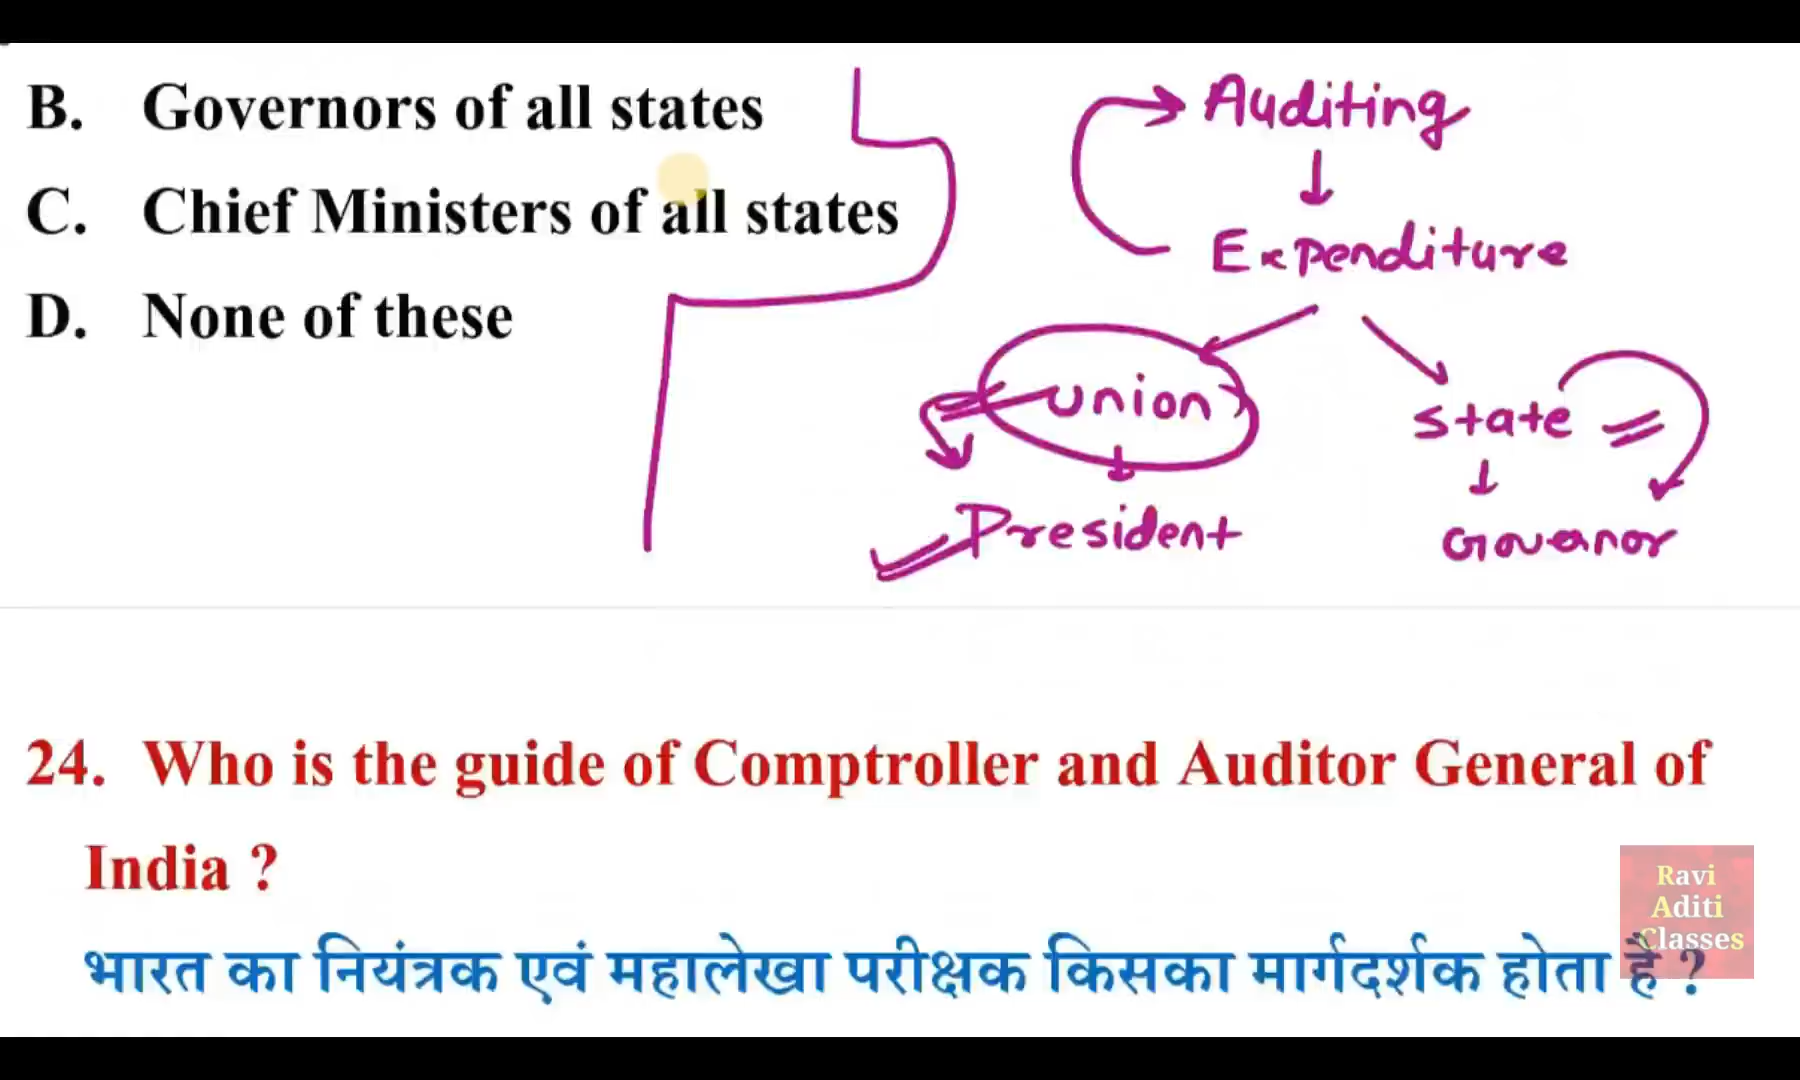 B. Governors of all states
C. Chief Ministers of all states
D. None of these
Auditing
Expenditure
Union
State
President
Governor
24. Who is the guide of Comptroller and Auditor General of
India ?
भारत का नियंत्रक एवं महालेखा परीक्षक किसका मार्गदर्शक होता है ?
Ravi
Aditi
Classes